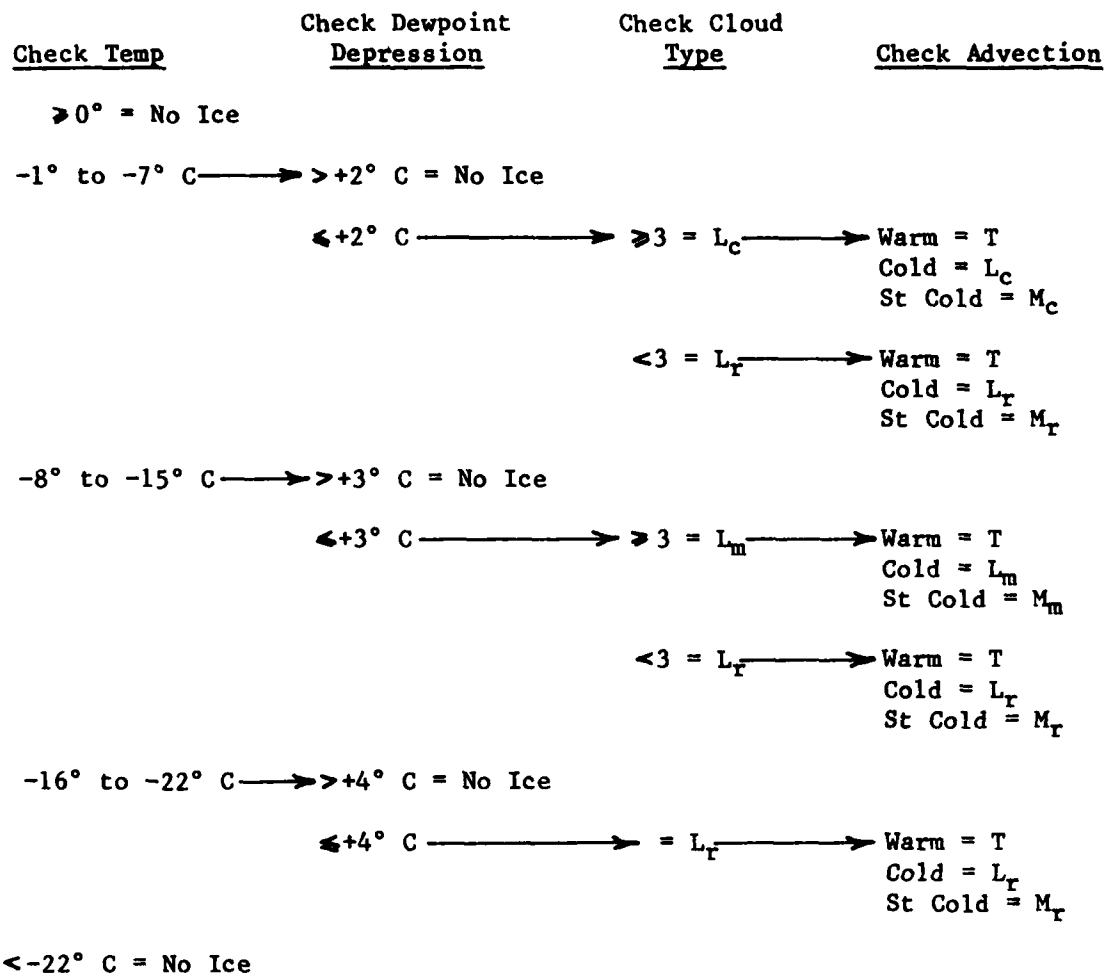 Check Temp Check Dewpoint Depression Check Cloud Type Check Advection
⩾0° = No Ice
-1° to -7° C → >+2° C = No Ice
⩽+2° C → ⩾3 = Lc → Warm = T
Cold = Lc
St Cold = Mc
<3 = Lr → Warm = T
Cold = Lr
St Cold = Mr
-8° to -15° C → >+3° C = No Ice
⩽+3° C → ⩾3 = Lm → Warm = T
Cold = Lm
St Cold = Mm
<3 = Lr → Warm = T
Cold = Lr
St Cold = Mr
-16° to -22° C → >+4° C = No Ice
⩽+4° C → = Lr → Warm = T
Cold = Lr
St Cold = Mr
<-22° C = No Ice